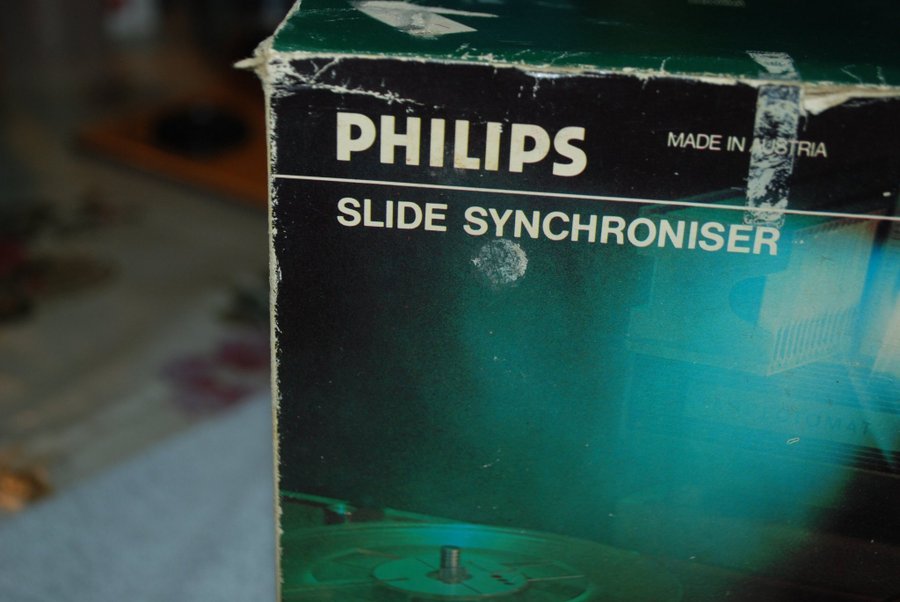 PHILIPS
MADE IN AUSTRIA
SLIDE SYNCHRONISER